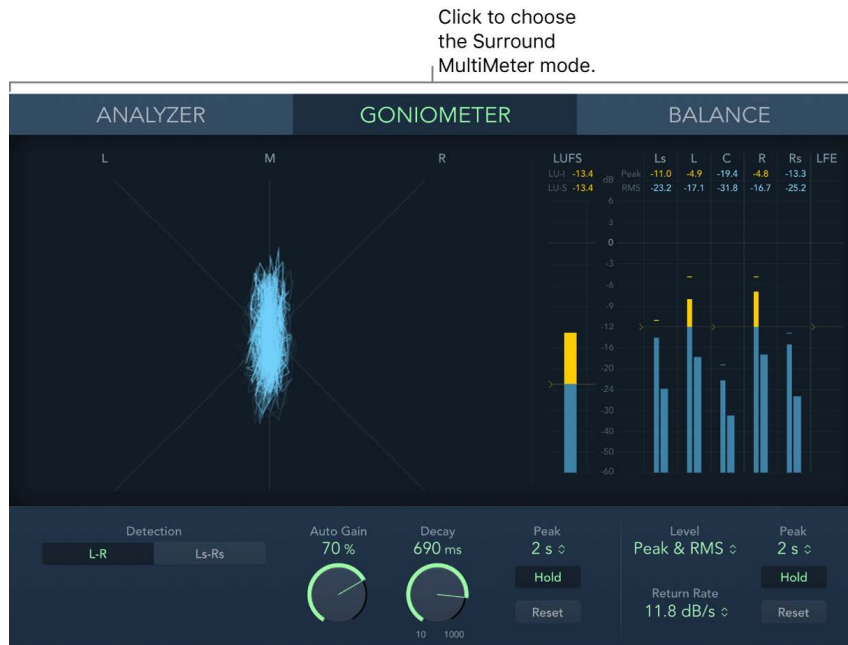 Click to choose
the Surround
MultiMeter mode.
ANALYZER GONIOMETER BALANCE
L M R LUFS Ls L C R Rs LFE
LU-I -13.4 dB Peak -11.0 -4.9 -19.4 -4.8 -13.3
LU-S -13.4 RMS -23.2 -17.1 -31.8 -16.7 -25.2
6
3
0
-3
-6
-9
-12
-16
-20
-24
-30
-40
-50
-60
Detection Auto Gain Decay Peak Level Peak
L-R Ls-Rs 70 % 690 ms 2 s Peak & RMS 2 s
Hold Hold
Return Rate
Reset 11.8 dB/s Reset
10 1000